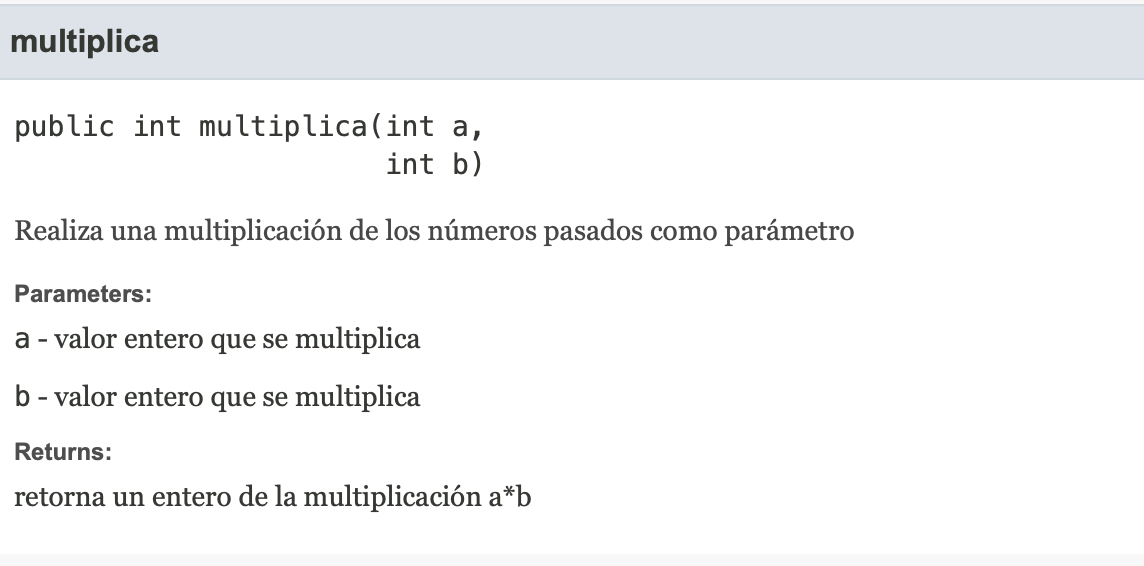 multiplica
public int multiplica(int a,
int b)
Realiza una multiplicación de los números pasados como parámetro
Parameters:
a - valor entero que se multiplica
b - valor entero que se multiplica
Returns:
retorna un entero de la multiplicación a*b